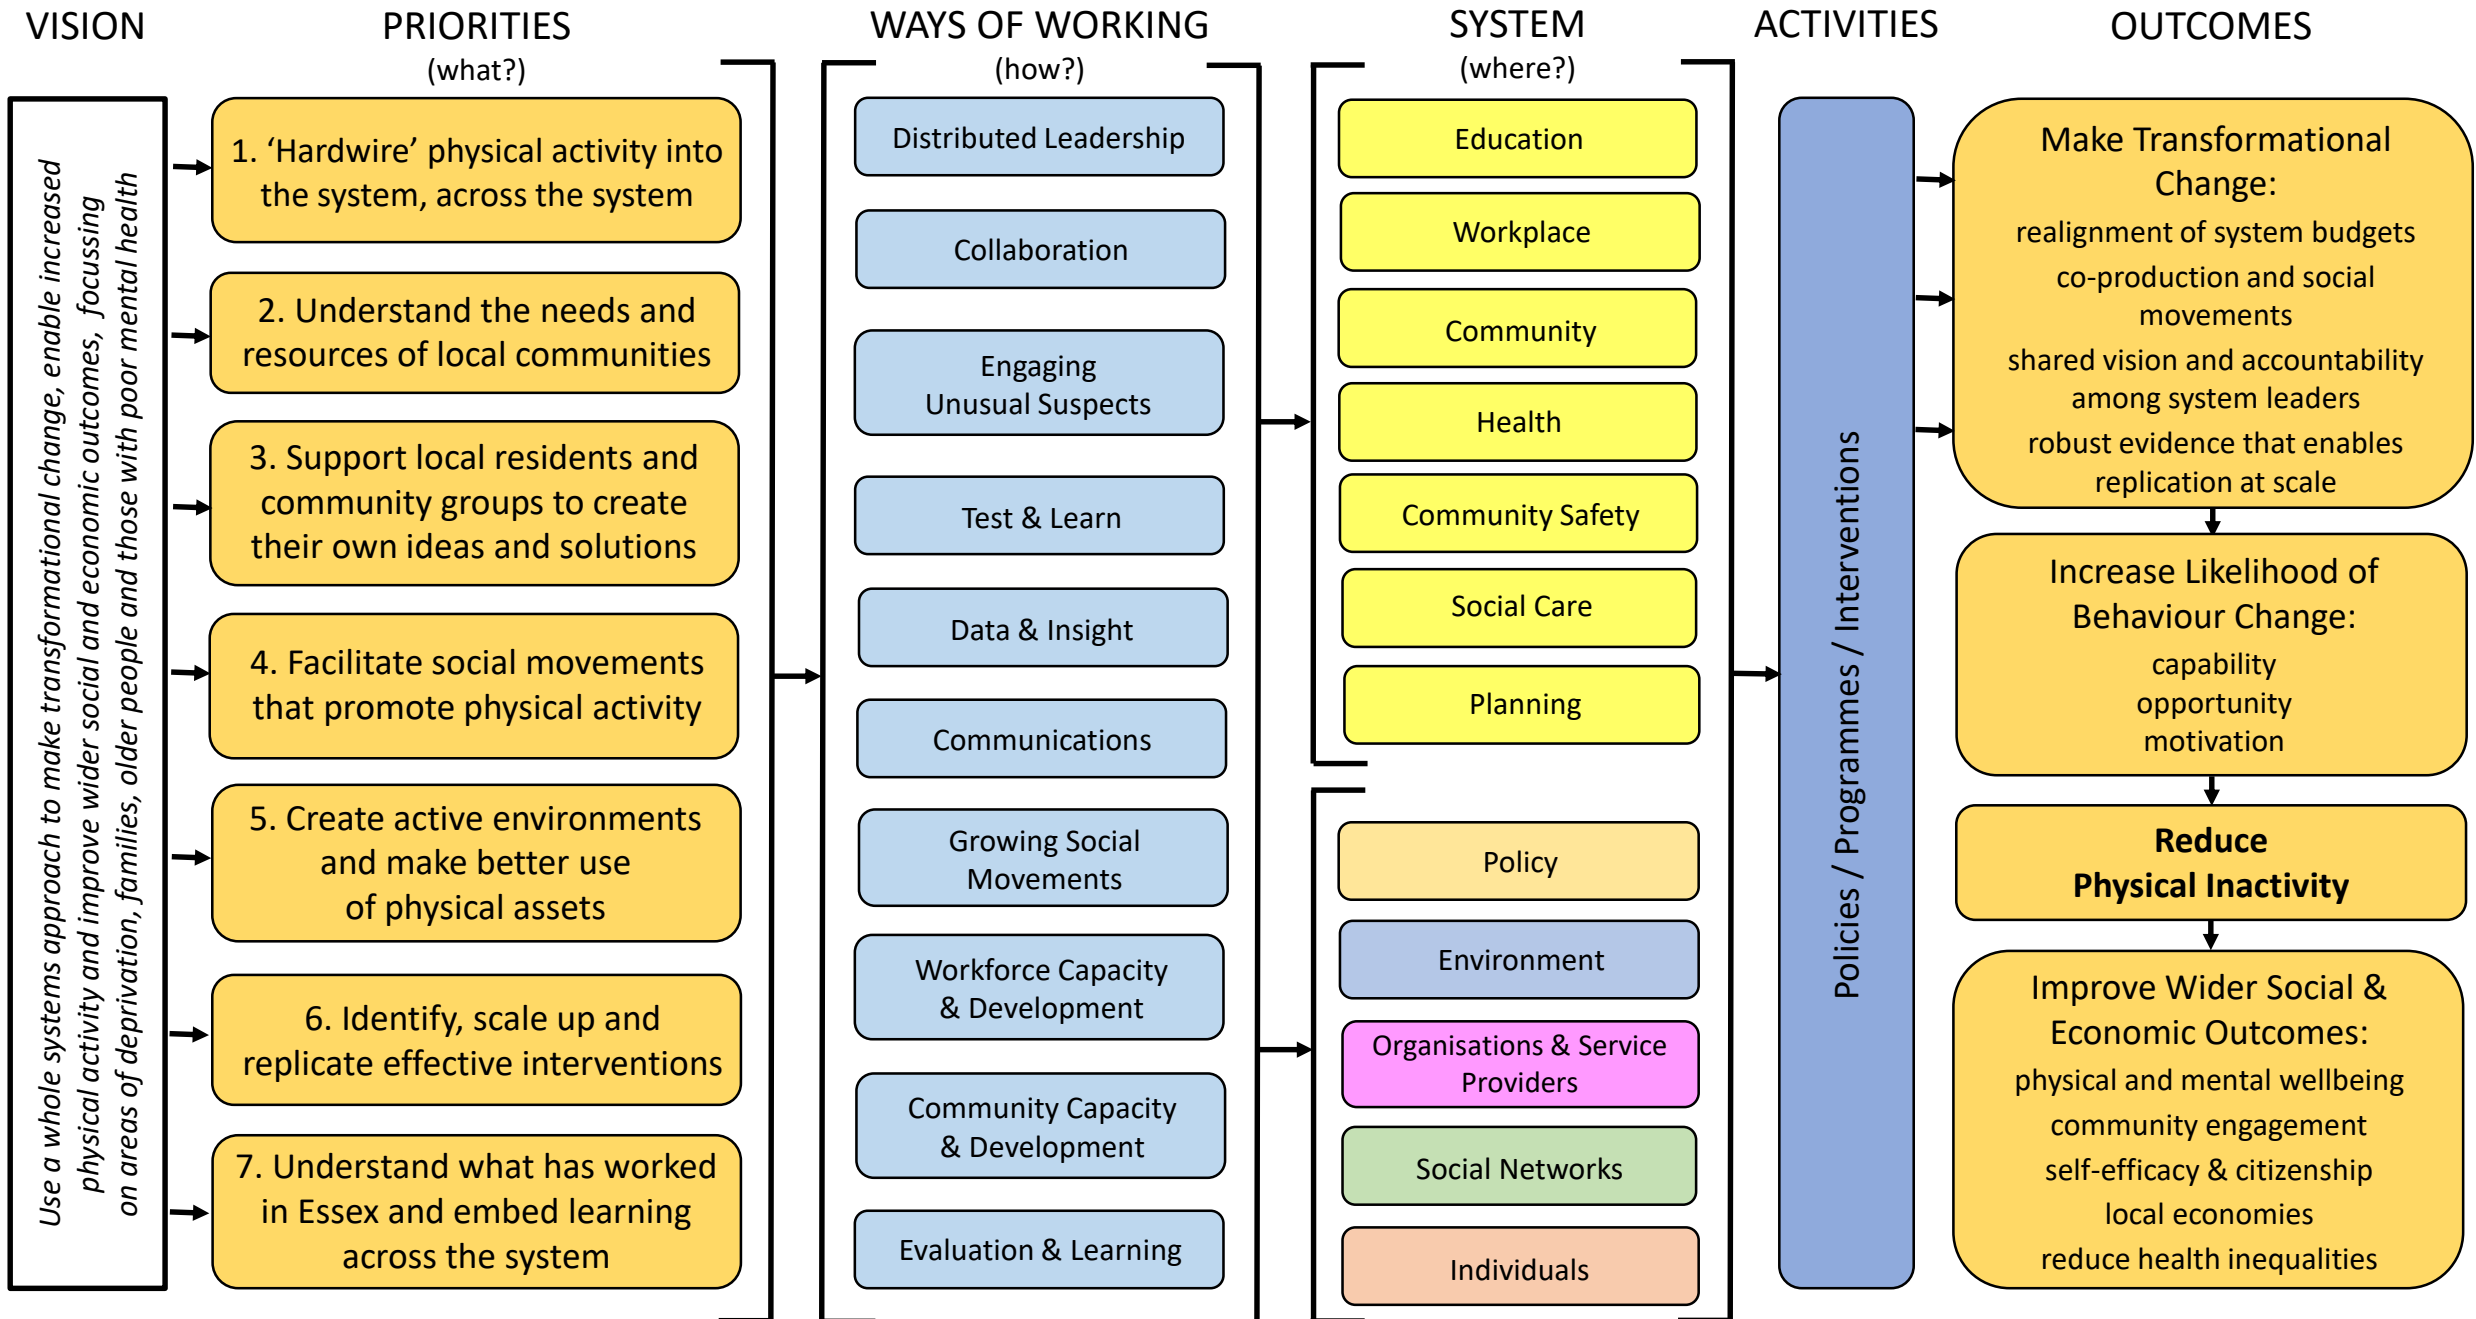 VISION
Use a whole systems approach to make transformational change, enable increased
physical activity and improve wider social and economic outcomes, focussing
on areas of deprivation, families, older people and those with poor mental health
PRIORITIES
(what?)
1. ‘Hardwire’ physical activity into
the system, across the system
2. Understand the needs and
resources of local communities
3. Support local residents and
community groups to create
their own ideas and solutions
4. Facilitate social movements
that promote physical activity
5. Create active environments
and make better use
of physical assets
6. Identify, scale up and
replicate effective interventions
7. Understand what has worked
in Essex and embed learning
across the system
WAYS OF WORKING
(how?)
Distributed Leadership
Collaboration
Engaging
Unusual Suspects
Test & Learn
Data & Insight
Communications
Growing Social
Movements
Workforce Capacity
& Development
Community Capacity
& Development
Evaluation & Learning
SYSTEM
(where?)
Education
Workplace
Community
Health
Community Safety
Social Care
Planning
Policy
Environment
Organisations & Service
Providers
Social Networks
Individuals
ACTIVITIES
Policies / Programmes / Interventions
OUTCOMES
Make Transformational
Change:
realignment of system budgets
co-production and social
movements
shared vision and accountability
among system leaders
robust evidence that enables
replication at scale
Increase Likelihood of
Behaviour Change:
capability
opportunity
motivation
Reduce
Physical Inactivity
Improve Wider Social &
Economic Outcomes:
physical and mental wellbeing
community engagement
self-efficacy & citizenship
local economies
reduce health inequalities